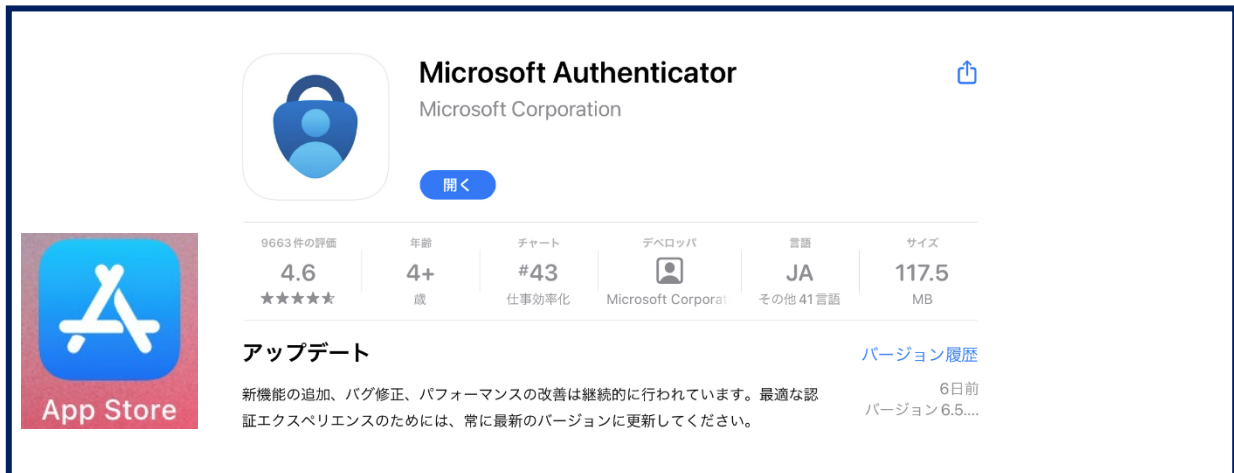 Microsoft Authenticator
Microsoft Corporation
開く
9663件の評価
4.6
年齢
4+
歳
チャート
#43
仕事効率化
デベロッパ
Microsoft Corporat
言語
JA
その他 41 言語
サイズ
117.5
MB
App Store
アップデート
バージョン履歴
新機能の追加、バグ修正、パフォーマンスの改善は継続的に行われています。最適な認
証エクスペリエンスのためには、常に最新のバージョンに更新してください。
6日前
バージョン 6.5....